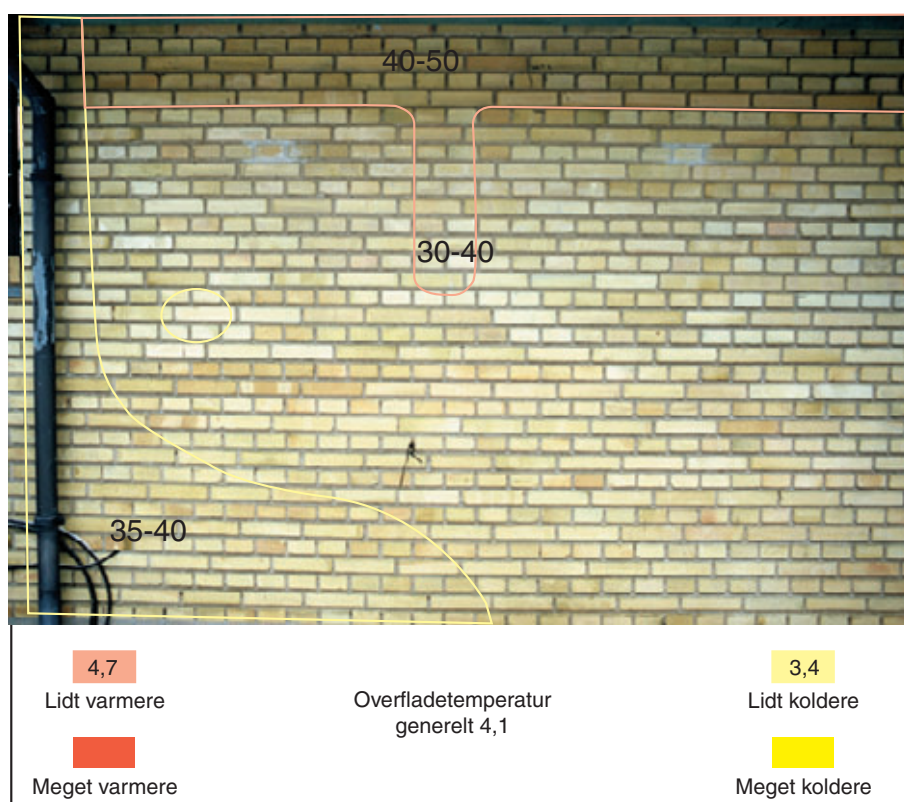 40-50
30-40
35-40
4,7
Lidt varmere
Overfladetemperatur
generelt 4,1
3,4
Lidt koldere
Meget varmere
Meget koldere